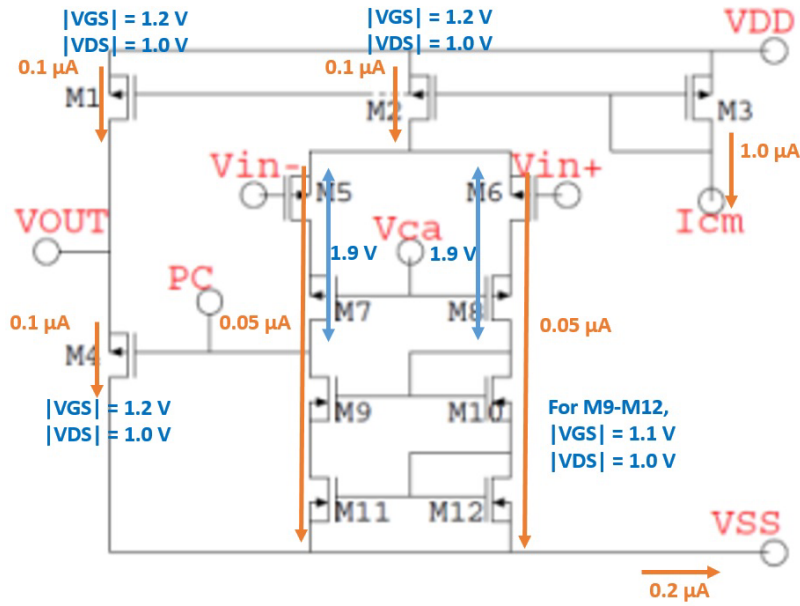 |VGS| = 1.2 V
|VDS| = 1.0 V
|VGS| = 1.2 V
|VDS| = 1.0 V
VDD
0.1 µA
0.1 µA
M1
M2
M3
1.0 µA
Vin-
M5
M6
Vin+
Icm
VOUT
Vca
1.9 V
1.9 V
PC
0.1 µA
0.05 µA
M7
M8
0.05 µA
M4
|VGS| = 1.2 V
|VDS| = 1.0 V
M9
M10
For M9-M12,
|VGS| = 1.1 V
|VDS| = 1.0 V
M11
M12
VSS
0.2 µA